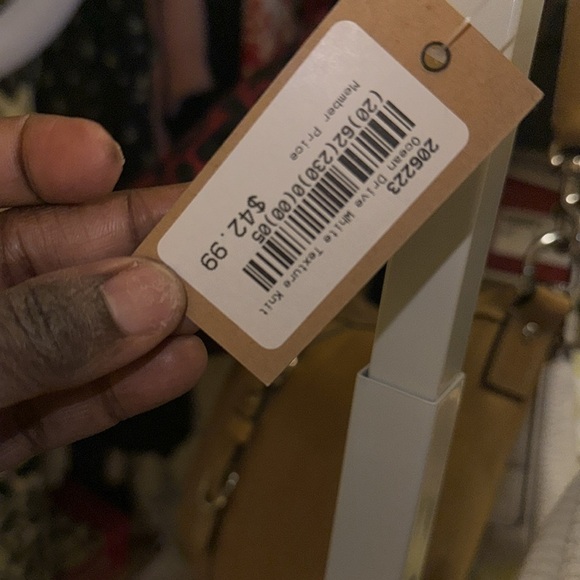 206223
Ocean Drive White Texture Knit
(20)62(230)0(00)05
Member Price
$42.99